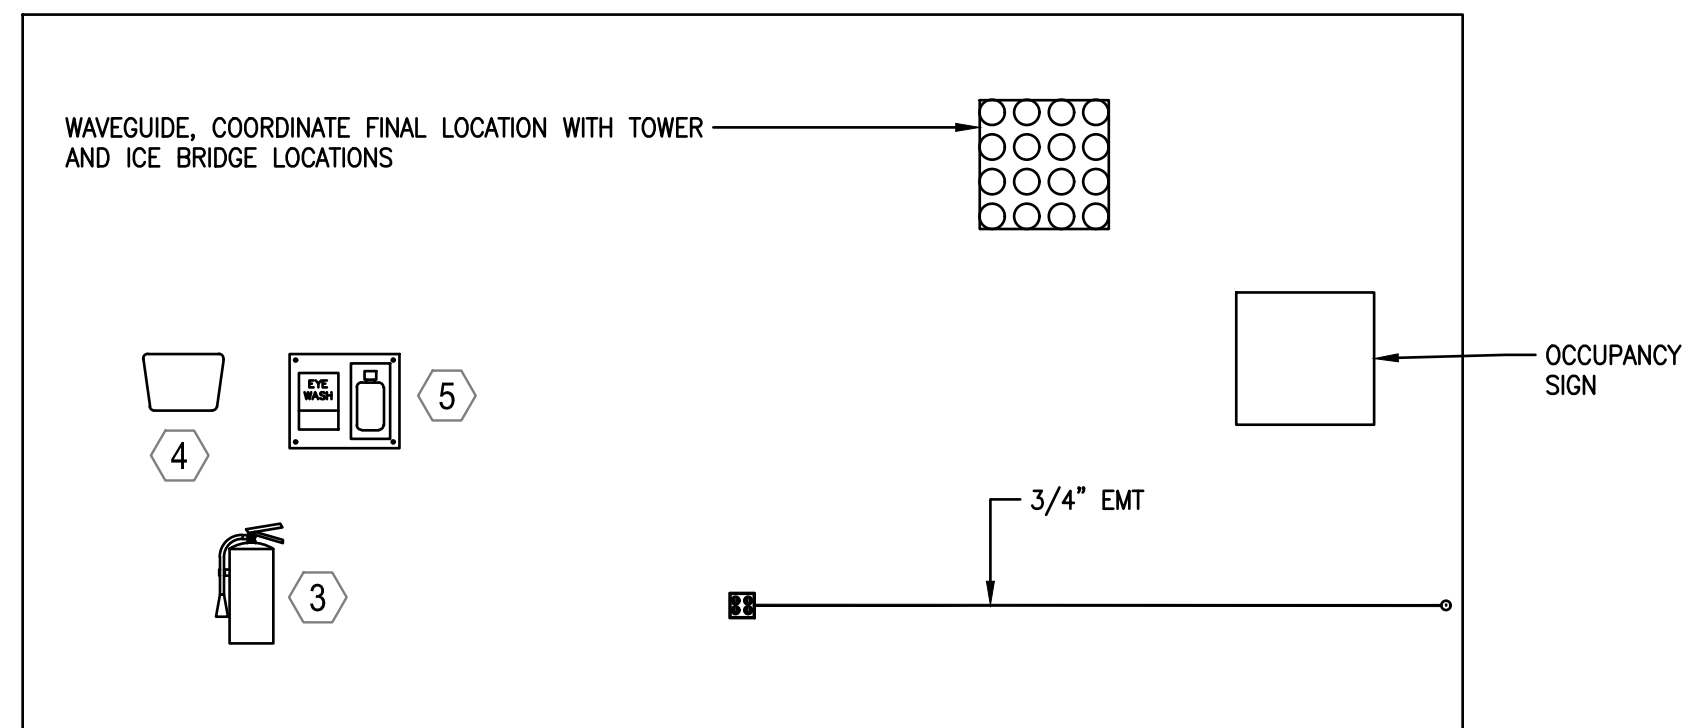 WAVEGUIDE, COORDINATE FINAL LOCATION WITH TOWER
AND ICE BRIDGE LOCATIONS
OCCUPANCY
SIGN
EYE
WASH
5
4
3/4" EMT
3